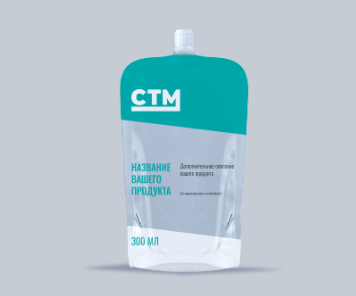 СТМ
НАЗВАНИЕ
ВАШЕГО
ПРОДУКТА
Дополнительное описание
вашего продукта
300 МЛ